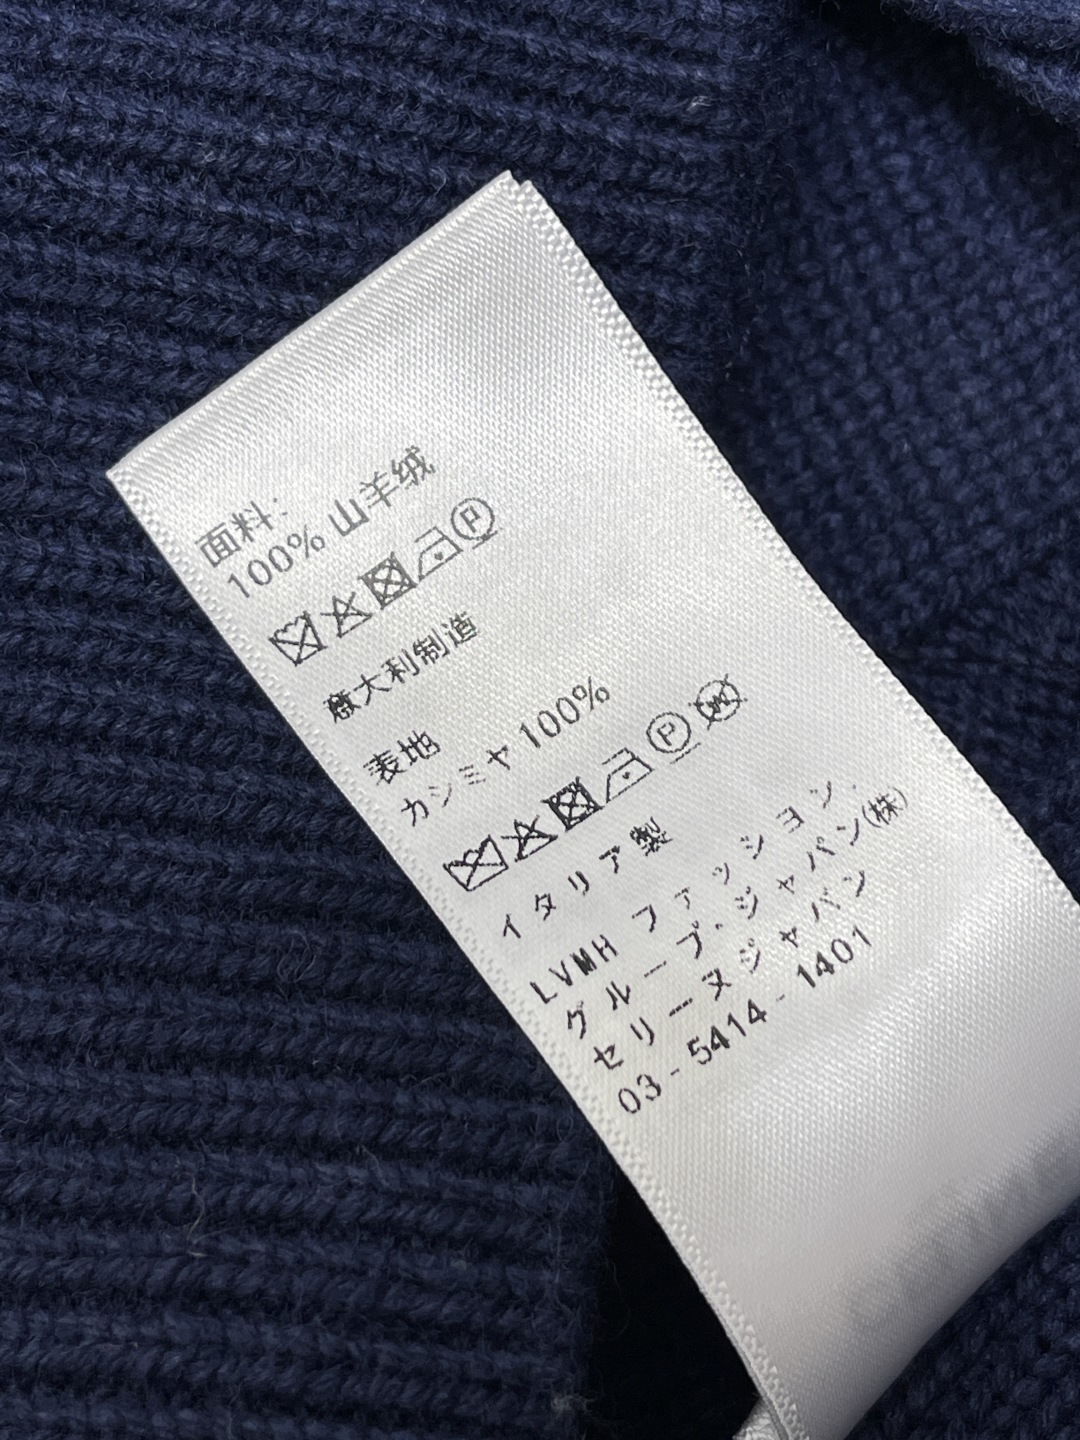 面料:
100% 山羊绒
P
意大利制造
表地
カシミヤ 100%
P W
イタリア製
LVMH ファッション.
グループ・ジャパン(株)
セリーヌジャパン
03-5414-1401